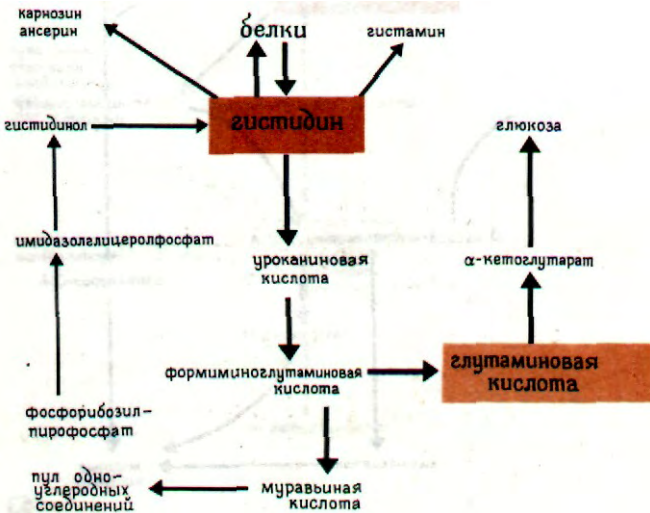 карнозин
ансерин
белки
гистамин
гистидинол
гистидин
глюкоза
имидазолглицеролфосфат
уроканиновая
кислота
α-кетоглутарат
формиминоглутаминовая
кислота
глутаминовая
кислота
фосфорибозил-
пирофосфат
пул одно-
углеродных
соединений
муравьиная
кислота